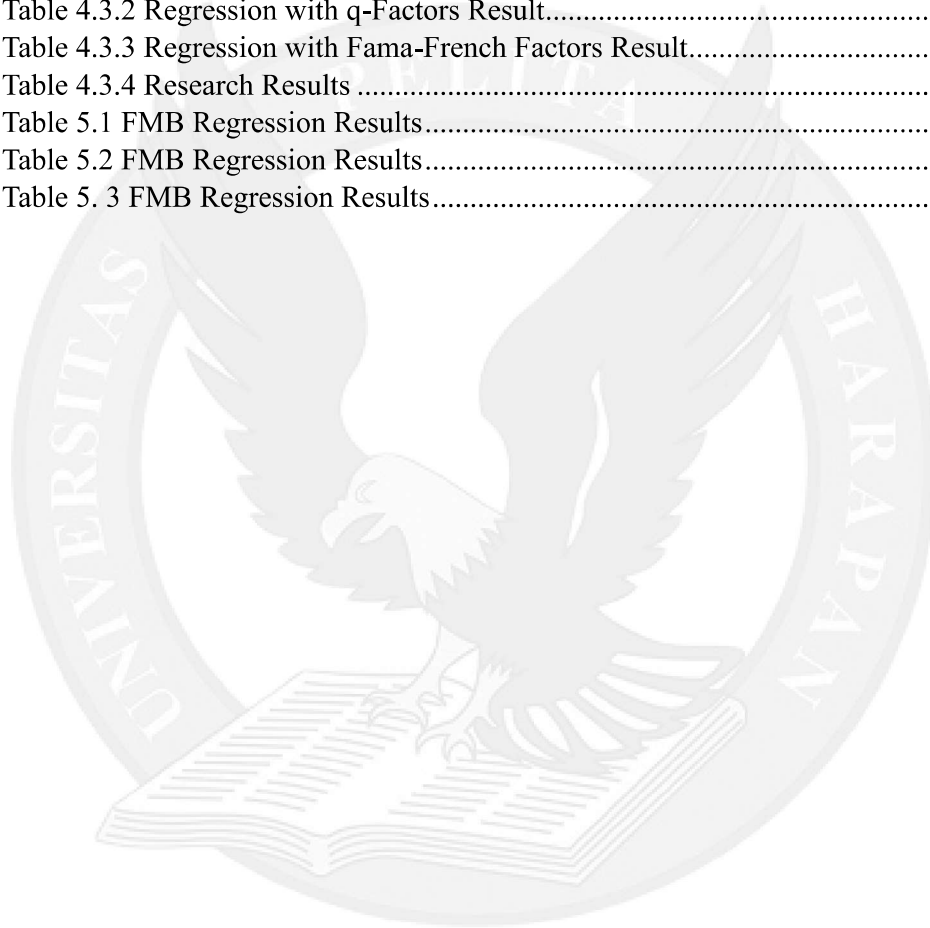 Table 4.3.2 Regression with q-Factors Result................................................
Table 4.3.3 Regression with Fama-French Factors Result..............................
Table 4.3.4 Research Results ..........................................................................
Table 5.1 FMB Regression Results.................................................................
Table 5.2 FMB Regression Results.................................................................
Table 5. 3 FMB Regression Results................................................................
UNIVERSITAS PELITA HARAPAN